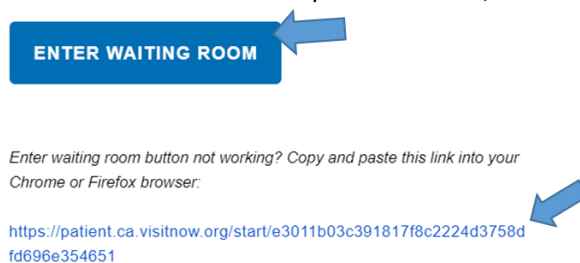 ENTER WAITING ROOM
Enter waiting room button not working? Copy and paste this link into your
Chrome or Firefox browser:
https://patient.ca.visitnow.org/start/e3011b03c391817f8c2224d3758d
fd696e354651